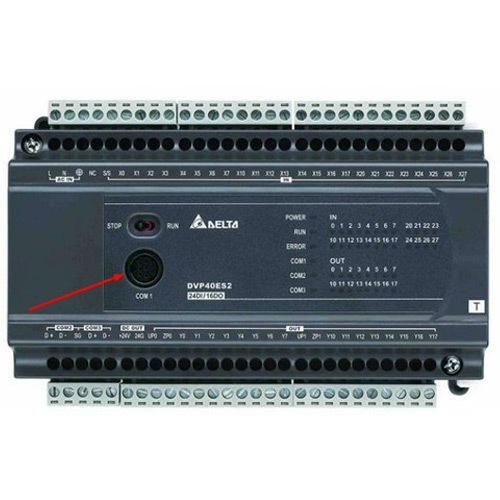 L N NC S/S X0 X1 X2 X3 X4 X5 X6 X7 X10 X11 X12 X13 X14 X15 X16 X17 X20 X21 X22 X23 X24 X25 X26 X27
AC IN IN
STOP RUN
DELTA
COM 1
DVP40ES2
24DI/16DO
POWER IN
0 1 2 3 4 5 6 7 20 21 22 23
RUN
10 11 12 13 14 15 16 17 24 25 26 27
ERROR
COM1 OUT
0 1 2 3 4 5 6 7
COM2
10 11 12 13 14 15 16 17
COM3
T
COM2 COM3 DC OUT OUT
D+ D- SG D+ D- +24V 24G UP0 ZP0 Y0 Y1 Y2 Y3 Y4 Y5 Y6 Y7 UP1 ZP1 Y10 Y11 Y12 Y13 Y14 Y15 Y16 Y17